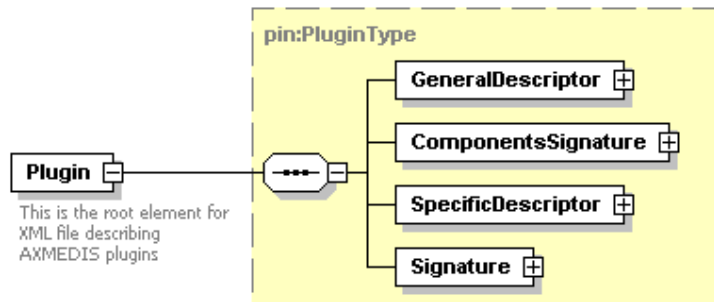 pin:PluginType
GeneralDescriptor
ComponentsSignature
Plugin
SpecificDescriptor
This is the root element for
XML file describing
AXMEDIS plugins
Signature